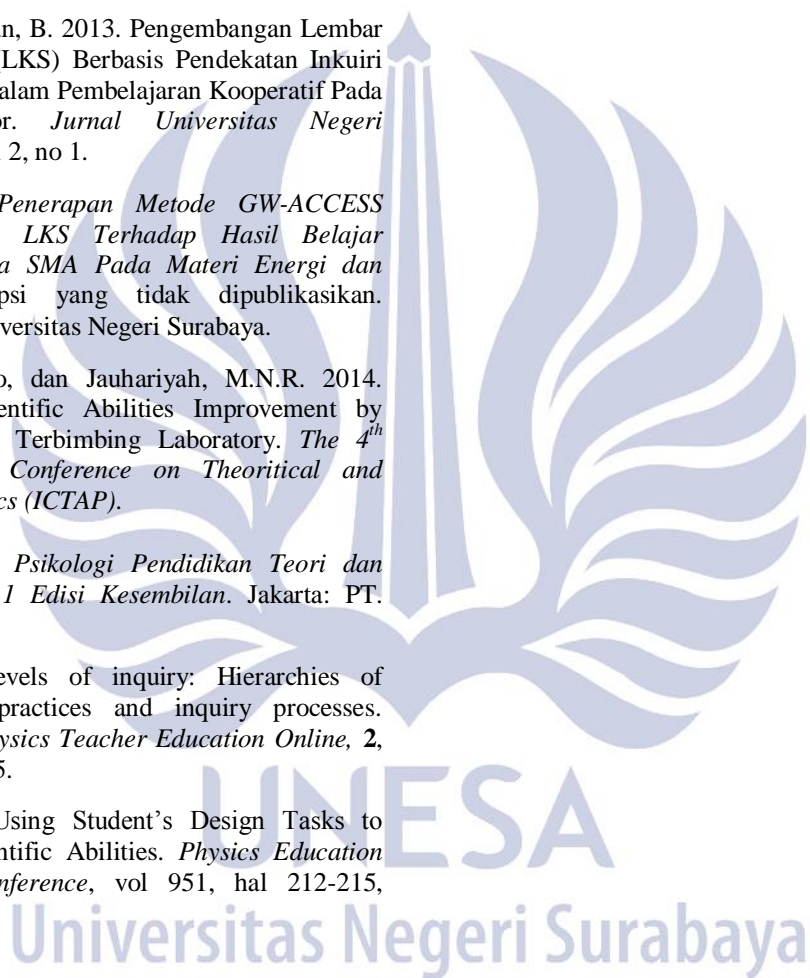 n, B. 2013. Pengembangan Lembar
(LKS) Berbasis Pendekatan Inkuiri
alam Pembelajaran Kooperatif Pada
or. Jurnal Universitas Negeri
2, no 1.
Penerapan Metode GW-ACCESS
LKS Terhadap Hasil Belajar
a SMA Pada Materi Energi dan
psi yang tidak dipublikasikan.
iversitas Negeri Surabaya.
o, dan Jauhariyah, M.N.R. 2014.
entific Abilities Improvement by
Terbimbing Laboratory. The 4th
Conference on Theoritical and
cs (ICTAP).
Psikologi Pendidikan Teori dan
1 Edisi Kesembilan. Jakarta: PT.
evels of inquiry: Hierarchies of
practices and inquiry processes.
ysics Teacher Education Online, 2,
5.
Using Student’s Design Tasks to
ntific Abilities. Physics Education
nference, vol 951, hal 212-215,
UNESA
Universitas Negeri Surabaya